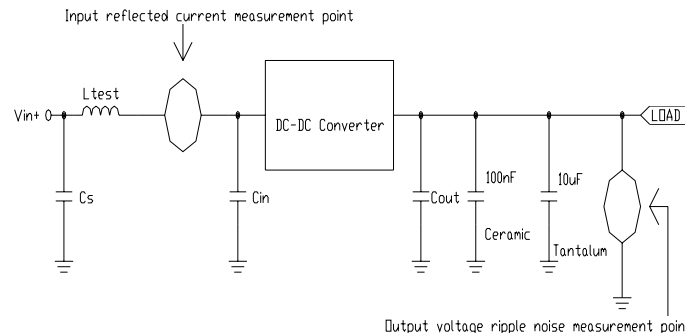 Input reflected current measurement point
Ltest
Vin+
DC-DC Converter
LOAD
Cs
Cin
Cout
100nF
Ceramic
10uF
Tantalum
Output voltage ripple noise measurement poin